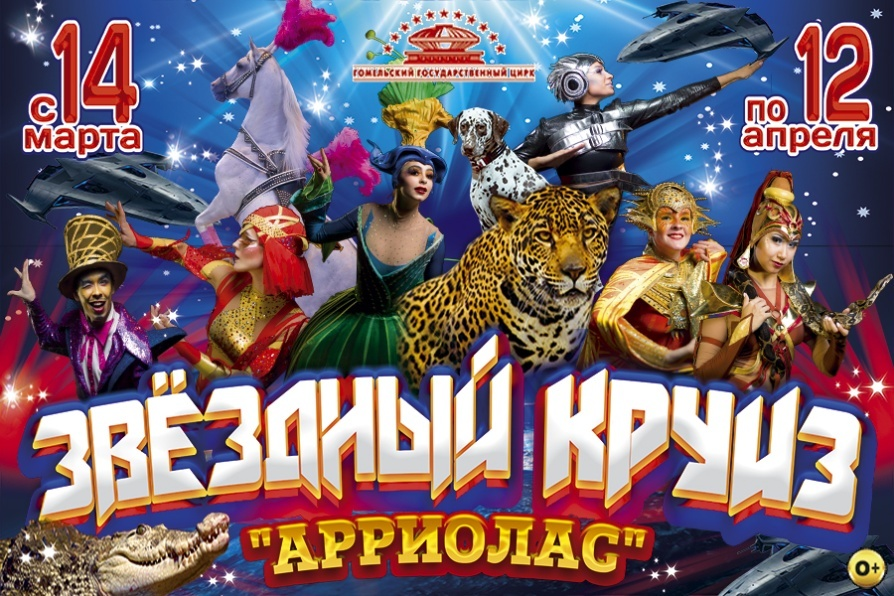 с 14
марта
ГОМЕЛЬСКИЙ ГОСУДАРСТВЕННЫЙ ЦИРК
по 12
апреля
ЗВЁЗДНЫЙ КРУИЗ
"АРРИОЛАС"
0+